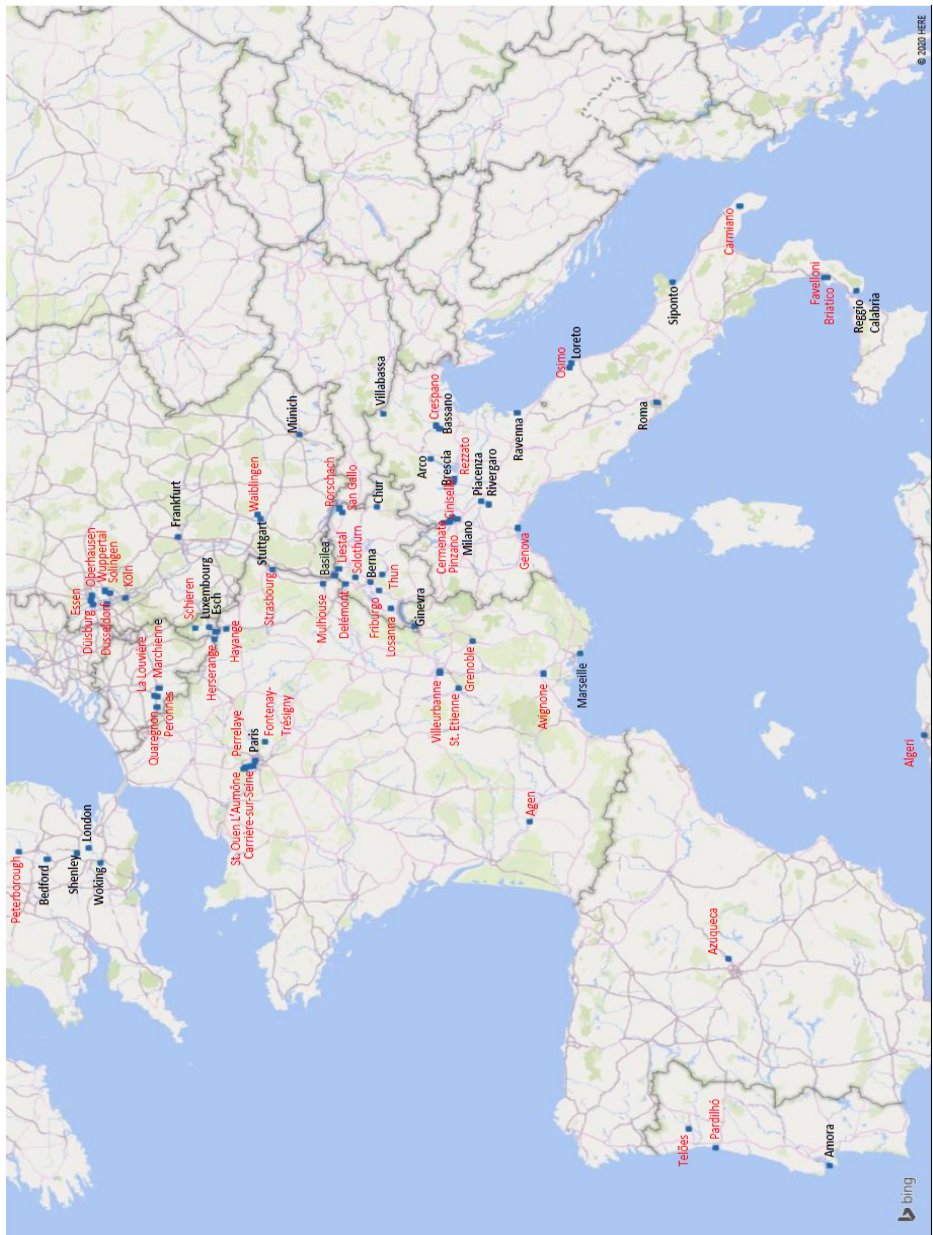 Peterborough
Bedford
Shenley
London
Woking
Essen
Oberhausen
Duisburg
Wuppertal
Dusseldorf
Solingen
Köln
La Louvière
Marchienne
Quaregnon
Peronnes
Frankfurt
Schieren
Luxembourg
Esch
Herserange
Hayange
Perrelaye
St. Ouen L'Aumône
Paris
Carrière-sur-Seine
Fontenay-
Trésigny
Waiblingen
Stuttgart
Strasbourg
Münich
Mulhouse
Basilea
Rorschach
San Gallo
Liestal
Delémont
Solothurn
Berna
Chur
Friburgo
Thun
Losanna
Ginevra
Villabassa
Villeurbanne
St. Etienne
Grenoble
Avignone
Marseille
Agen
Arco
Crespano
Bassano
Brescia
Rezzato
Cermenate
Cinisello
Pinzano
Milano
Piacenza
Rivergaro
Genova
Ravenna
Osimo
Loreto
Roma
Siponto
Carmiano
Favelloni
Briatico
Reggio
Calabria
Azuqueca
Telões
Pardilhó
Amora
Algeri
bing
© 2020 HERE